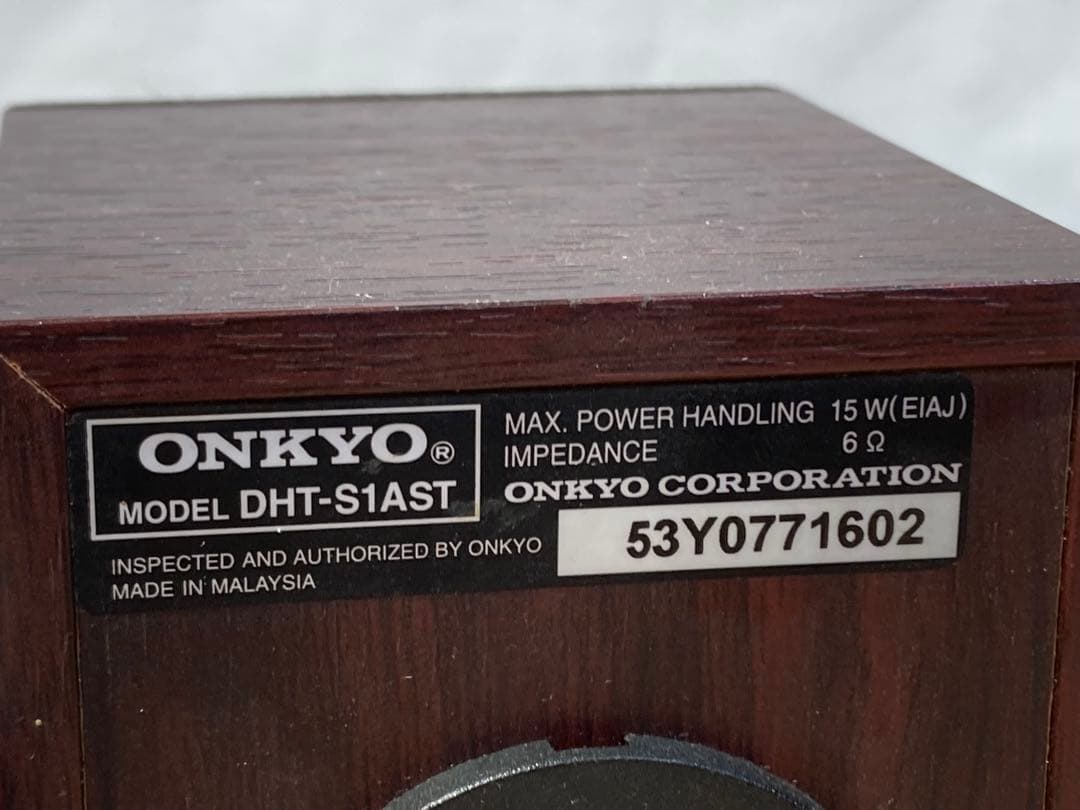 ONKYO®
MODEL DHT-S1AST
INSPECTED AND AUTHORIZED BY ONKYO
MADE IN MALAYSIA
MAX. POWER HANDLING 15 W(EIAJ)
IMPEDANCE 6 Ω
ONKYO CORPORATION
53Y0771602